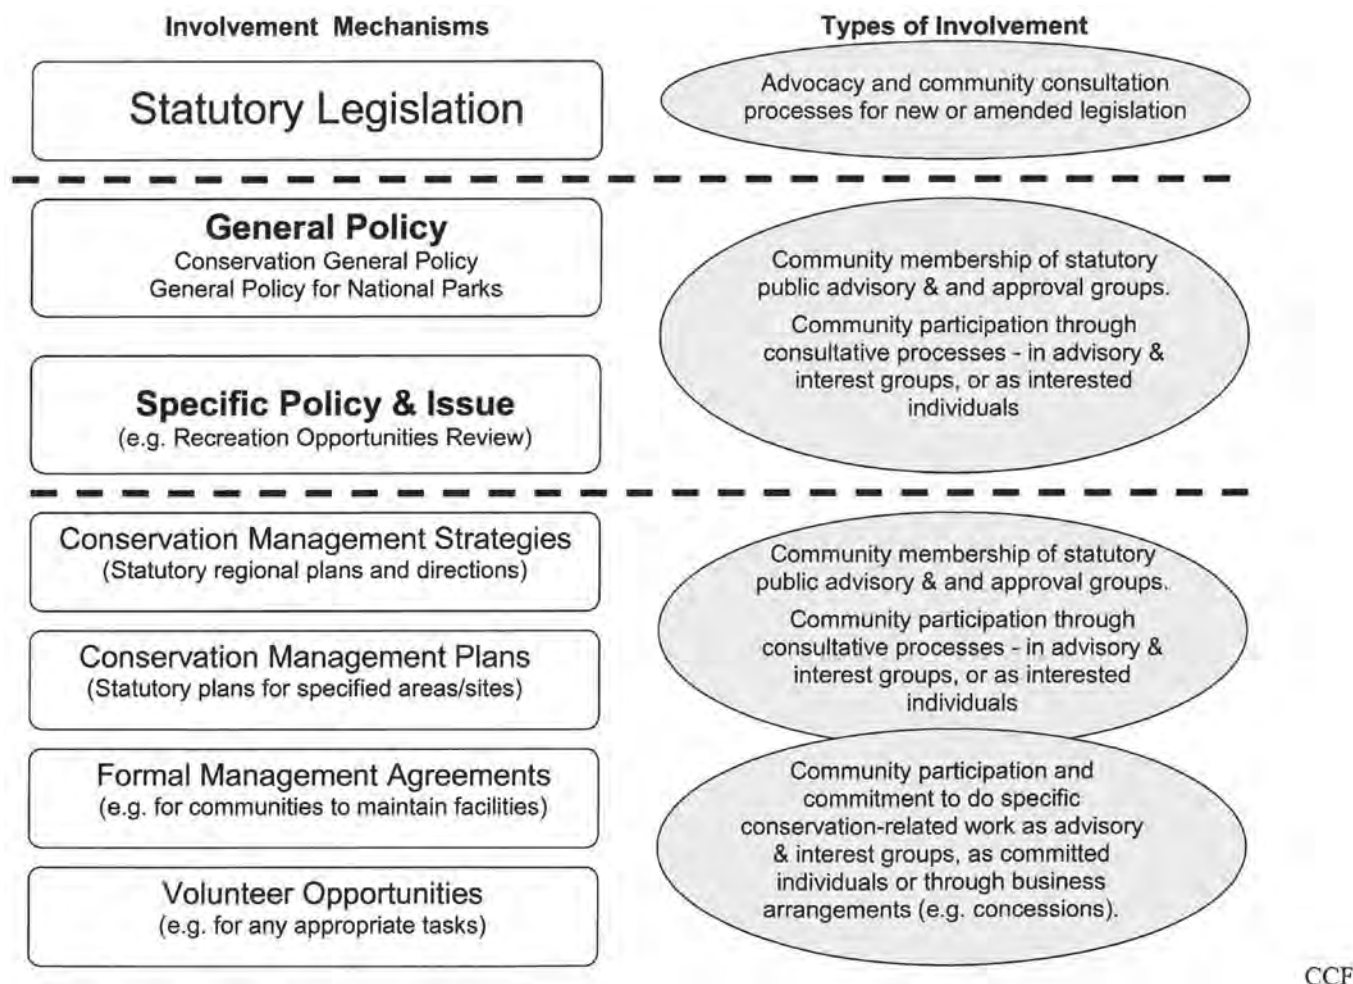 Involvement Mechanisms
Types of Involvement
Statutory Legislation
Advocacy and community consultation
processes for new or amended legislation
General Policy
Conservation General Policy
General Policy for National Parks
Specific Policy & Issue
(e.g. Recreation Opportunities Review)
Community membership of statutory
public advisory & and approval groups.
Community participation through
consultative processes - in advisory &
interest groups, or as interested
individuals
Conservation Management Strategies
(Statutory regional plans and directions)
Conservation Management Plans
(Statutory plans for specified areas/sites)
Formal Management Agreements
(e.g. for communities to maintain facilities)
Volunteer Opportunities
(e.g. for any appropriate tasks)
Community membership of statutory
public advisory & and approval groups.
Community participation through
consultative processes - in advisory &
interest groups, or as interested
individuals
Community participation and
commitment to do specific
conservation-related work as advisory
& interest groups, as committed
individuals or through business
arrangements (e.g. concessions).
CCF